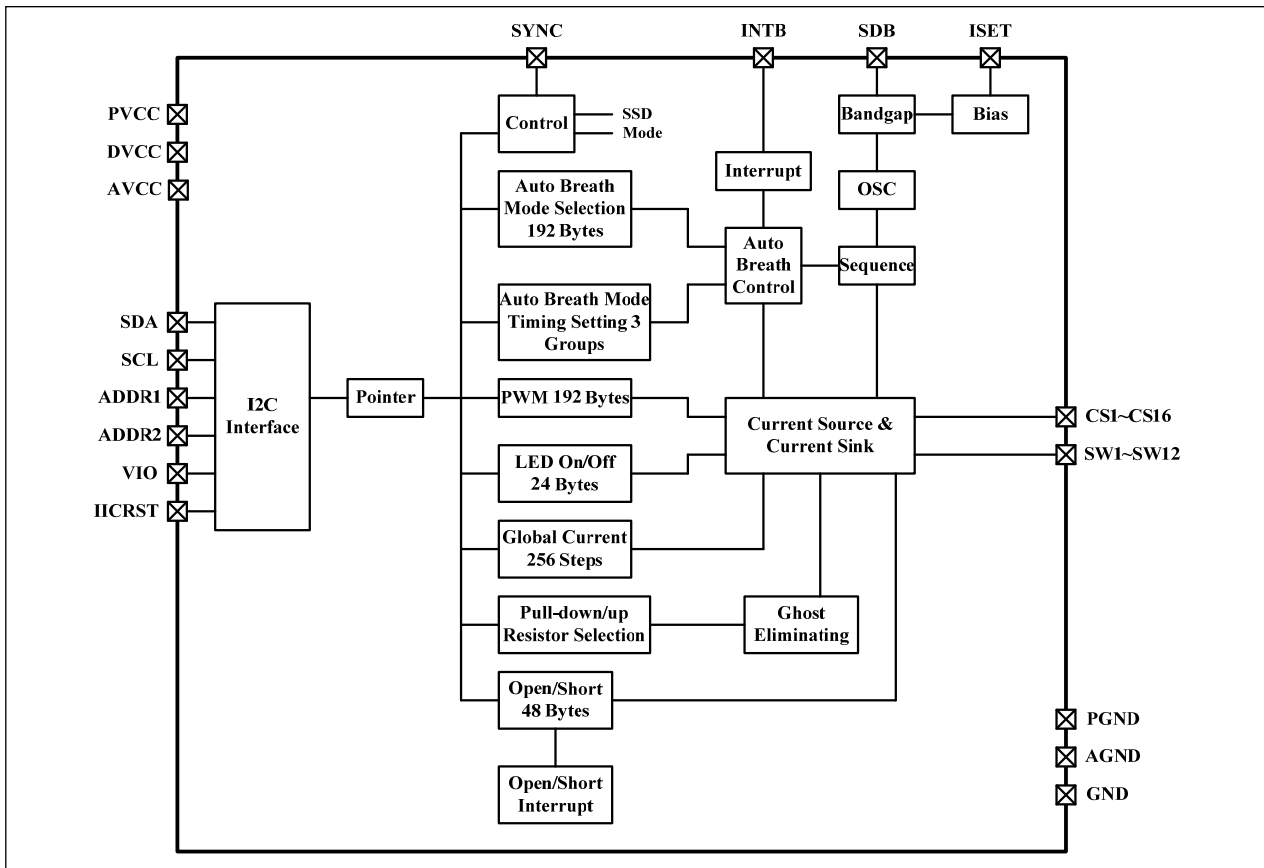 SYNC
INTB
SDB
ISET
PVCC
DVCC
AVCC
Control
SSD
Mode
Bandgap
Bias
Interrupt
OSC
Auto Breath
Mode Selection
192 Bytes
Auto
Breath
Control
Sequence
SDA
SCL
ADDR1
ADDR2
VIO
IICRST
I2C
Interface
Pointer
Auto Breath Mode
Timing Setting 3
Groups
PWM 192 Bytes
Current Source &
Current Sink
CS1~CS16
SW1~SW12
LED On/Off
24 Bytes
Global Current
256 Steps
Pull-down/up
Resistor Selection
Ghost
Eliminating
Open/Short
48 Bytes
Open/Short
Interrupt
PGND
AGND
GND